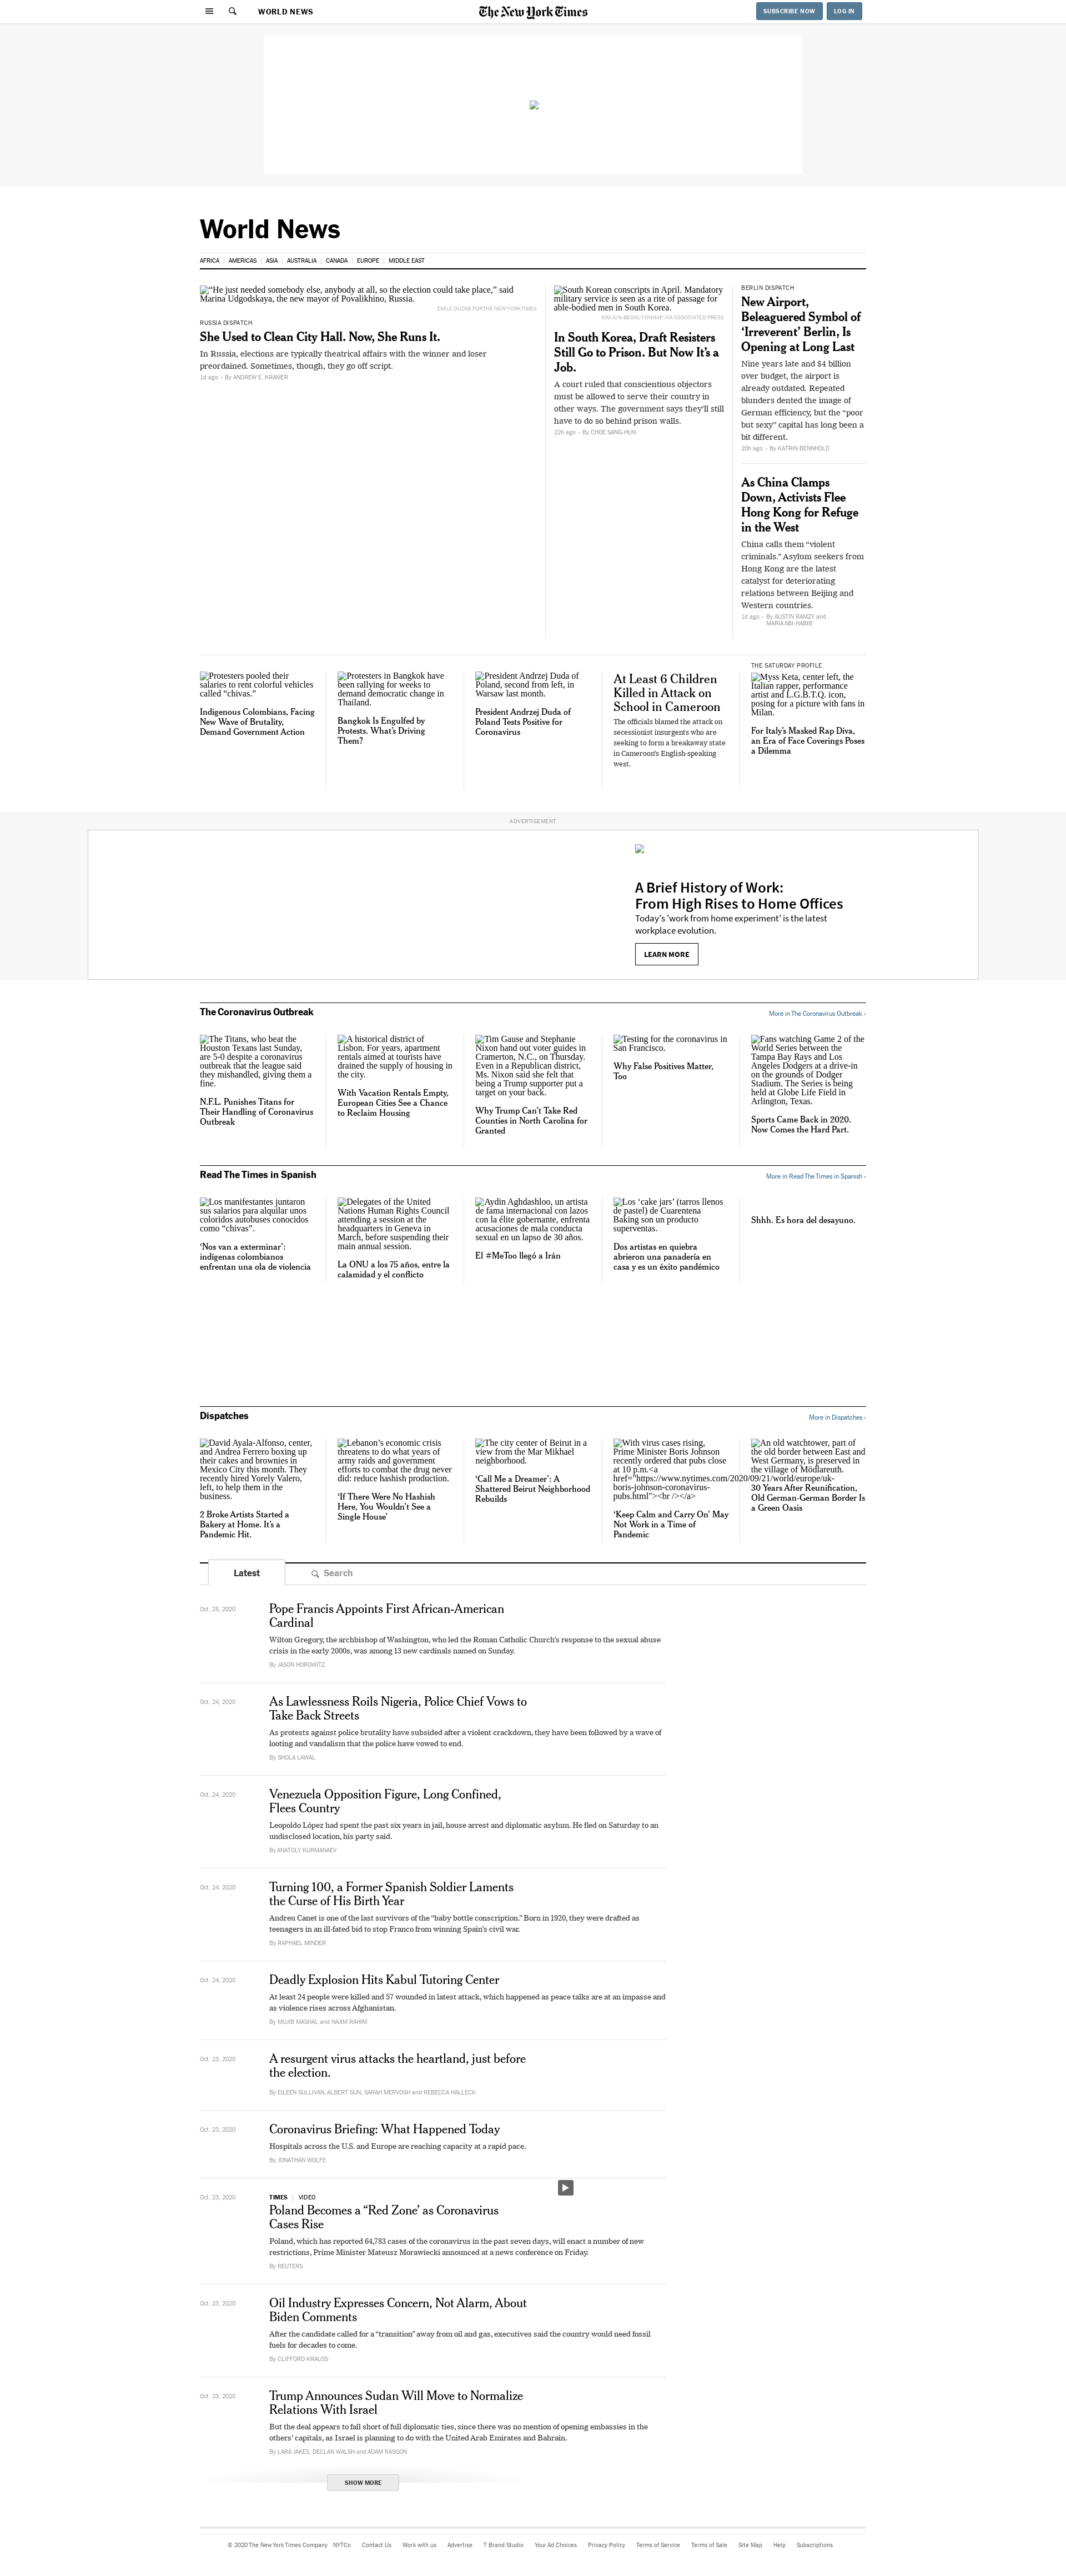 WORLD NEWS
The New York Times
SUBSCRIBE NOW
LOG IN
World News
AFRICA
AMERICAS
ASIA
AUSTRALIA
CANADA
EUROPE
MIDDLE EAST
“He just needed somebody else, anybody at all, so the election could take place,” said
Marina Udgodskaya, the new mayor of Povalikhino, Russia.
EMILE DUCKE FOR THE NEW YORK TIMES
RUSSIA DISPATCH
She Used to Clean City Hall. Now, She Runs It.
In Russia, elections are typically theatrical affairs with the winner and loser
preordained. Sometimes, though, they go off script.
1d ago - By ANDREW E. KRAMER
South Korean conscripts in April. Mandatory
military service is seen as a rite of passage for
able-bodied men in South Korea.
KIM JUN-BEOM/YONHAP, VIA ASSOCIATED PRESS
In South Korea, Draft Resisters
Still Go to Prison. But Now It’s a
Job.
A court ruled that conscientious objectors
must be allowed to serve their country in
other ways. The government says they’ll still
have to do so behind prison walls.
22h ago - By CHOE SANG-HUN
BERLIN DISPATCH
New Airport,
Beleaguered Symbol of
‘Irreverent’ Berlin, Is
Opening at Long Last
Nine years late and $4 billion
over budget, the airport is
already outdated. Repeated
blunders dented the image of
German efficiency, but the “poor
but sexy” capital has long been a
bit different.
20h ago - By KATRIN BENNHOLD
As China Clamps
Down, Activists Flee
Hong Kong for Refuge
in the West
China calls them “violent
criminals.” Asylum seekers from
Hong Kong are the latest
catalyst for deteriorating
relations between Beijing and
Western countries.
1d ago - By AUSTIN RAMZY and
MARIA ABI-HABIB
Protesters pooled their
salaries to rent colorful vehicles
called “chivas.”
Indigenous Colombians, Facing
New Wave of Brutality,
Demand Government Action
Protesters in Bangkok have
been rallying for weeks to
demand democratic change in
Thailand.
Bangkok Is Engulfed by
Protests. What’s Driving
Them?
President Andrzej Duda of
Poland, second from left, in
Warsaw last month.
President Andrzej Duda of
Poland Tests Positive for
Coronavirus
At Least 6 Children
Killed in Attack on
School in Cameroon
The officials blamed the attack on
secessionist insurgents who are
seeking to form a breakaway state
in Cameroon’s English-speaking
west.
THE SATURDAY PROFILE
Myss Keta, center left, the
Italian rapper, performance
artist and L.G.B.T.Q. icon,
posing for a picture with fans in
Milan.
For Italy’s Masked Rap Diva,
an Era of Face Coverings Poses
a Dilemma
ADVERTISEMENT
A Brief History of Work:
From High Rises to Home Offices
Today's 'work from home experiment' is the latest
workplace evolution.
LEARN MORE
The Coronavirus Outbreak
More in The Coronavirus Outbreak ›
The Titans, who beat the
Houston Texans last Sunday,
are 5-0 despite a coronavirus
outbreak that the league said
they mishandled, giving them a
fine.
N.F.L. Punishes Titans for
Their Handling of Coronavirus
Outbreak
A historical district of
Lisbon. For years, apartment
rentals aimed at tourists have
drained the supply of housing in
the city.
With Vacation Rentals Empty,
European Cities See a Chance
to Reclaim Housing
Tim Gause and Stephanie
Nixon hand out voter guides in
Cramerton, N.C., on Thursday.
Even in a Republican district,
Ms. Nixon said she felt that
being a Trump supporter put a
target on your back.
Why Trump Can’t Take Red
Counties in North Carolina for
Granted
Testing for the coronavirus in
San Francisco.
Why False Positives Matter,
Too
Fans watching Game 2 of the
World Series between the
Tampa Bay Rays and Los
Angeles Dodgers at a drive-in
on the grounds of Dodger
Stadium. The Series is being
held at Globe Life Field in
Arlington, Texas.
Sports Came Back in 2020.
Now Comes the Hard Part.
Read The Times in Spanish
More in Read The Times in Spanish ›
Los manifestantes juntaron
sus salarios para alquilar unos
coloridos autobuses conocidos
como “chivas”.
‘Nos van a exterminar’:
indígenas colombianos
enfrentan una ola de violencia
Delegates of the United
Nations Human Rights Council
attending a session at the
headquarters in Geneva in
March, before suspending their
main annual session.
La ONU a los 75 años, entre la
calamidad y el conflicto
Aydin Aghdashloo, un artista
de fama internacional con lazos
con la élite gobernante, enfrenta
acusaciones de mala conducta
sexual en un lapso de 30 años.
El #MeToo llegó a Irán
Los ‘cake jars’ (tarros llenos
de pastel) de Cuarentena
Baking son un producto
superventas.
Dos artistas en quiebra
abrieron una panadería en
casa y es un éxito pandémico
Shhh. Es hora del desayuno.
Dispatches
More in Dispatches ›
David Ayala-Alfonso, center,
and Andrea Ferrero boxing up
their cakes and brownies in
Mexico City this month. They
recently hired Yorely Valero,
left, to help them in the
business.
2 Broke Artists Started a
Bakery at Home. It’s a
Pandemic Hit.
Lebanon’s economic crisis
threatens to do what years of
army raids and government
efforts to combat the drug never
did: reduce hashish production.
‘If There Were No Hashish
Here, You Wouldn’t See a
Single House’
The city center of Beirut in a
view from the Mar Mikhael
neighborhood.
‘Call Me a Dreamer’: A
Shattered Beirut Neighborhood
Rebuilds
With virus cases rising,
Prime Minister Boris Johnson
recently ordered that pubs close
at 10 p.m.<a
href="https://www.nytimes.com/2020/09/21/world/europe/uk-
boris-johnson-coronavirus-
pubs.html"><br /></a>
‘Keep Calm and Carry On’ May
Not Work in a Time of
Pandemic
An old watchtower, part of
the old border between East and
West Germany, is preserved in
the village of Mödlareuth.
30 Years After Reunification,
Old German-German Border Is
a Green Oasis
Latest
Search
Oct. 25, 2020
Pope Francis Appoints First African-American
Cardinal
Wilton Gregory, the archbishop of Washington, who led the Roman Catholic Church’s response to the sexual abuse
crisis in the early 2000s, was among 13 new cardinals named on Sunday.
By JASON HOROWITZ
Oct. 24, 2020
As Lawlessness Roils Nigeria, Police Chief Vows to
Take Back Streets
As protests against police brutality have subsided after a violent crackdown, they have been followed by a wave of
looting and vandalism that the police have vowed to end.
By SHOLA LAWAL
Oct. 24, 2020
Venezuela Opposition Figure, Long Confined,
Flees Country
Leopoldo López had spent the past six years in jail, house arrest and diplomatic asylum. He fled on Saturday to an
undisclosed location, his party said.
By ANATOLY KURMANAEV
Oct. 24, 2020
Turning 100, a Former Spanish Soldier Laments
the Curse of His Birth Year
Andreu Canet is one of the last survivors of the “baby bottle conscription.” Born in 1920, they were drafted as
teenagers in an ill-fated bid to stop Franco from winning Spain’s civil war.
By RAPHAEL MINDER
Oct. 24, 2020
Deadly Explosion Hits Kabul Tutoring Center
At least 24 people were killed and 57 wounded in latest attack, which happened as peace talks are at an impasse and
as violence rises across Afghanistan.
By MUJIB MASHAL and NAJIM RAHIM
Oct. 23, 2020
A resurgent virus attacks the heartland, just before
the election.
By EILEEN SULLIVAN, ALBERT SUN, SARAH MERVOSH and REBECCA HALLECK
Oct. 23, 2020
Coronavirus Briefing: What Happened Today
Hospitals across the U.S. and Europe are reaching capacity at a rapid pace.
By JONATHAN WOLFE
Oct. 23, 2020
TIMES | VIDEO
Poland Becomes a “Red Zone’ as Coronavirus
Cases Rise
Poland, which has reported 64,783 cases of the coronavirus in the past seven days, will enact a number of new
restrictions, Prime Minister Mateusz Morawiecki announced at a news conference on Friday.
By REUTERS
Oct. 23, 2020
Oil Industry Expresses Concern, Not Alarm, About
Biden Comments
After the candidate called for a “transition” away from oil and gas, executives said the country would need fossil
fuels for decades to come.
By CLIFFORD KRAUSS
Oct. 23, 2020
Trump Announces Sudan Will Move to Normalize
Relations With Israel
But the deal appears to fall short of full diplomatic ties, since there was no mention of opening embassies in the
others’ capitals, as Israel is planning to do with the United Arab Emirates and Bahrain.
By LARA JAKES, DECLAN WALSH and ADAM RASGON
SHOW MORE
© 2020 The New York Times Company
NYTCo
Contact Us
Work with us
Advertise
T Brand Studio
Your Ad Choices
Privacy Policy
Terms of Service
Terms of Sale
Site Map
Help
Subscriptions